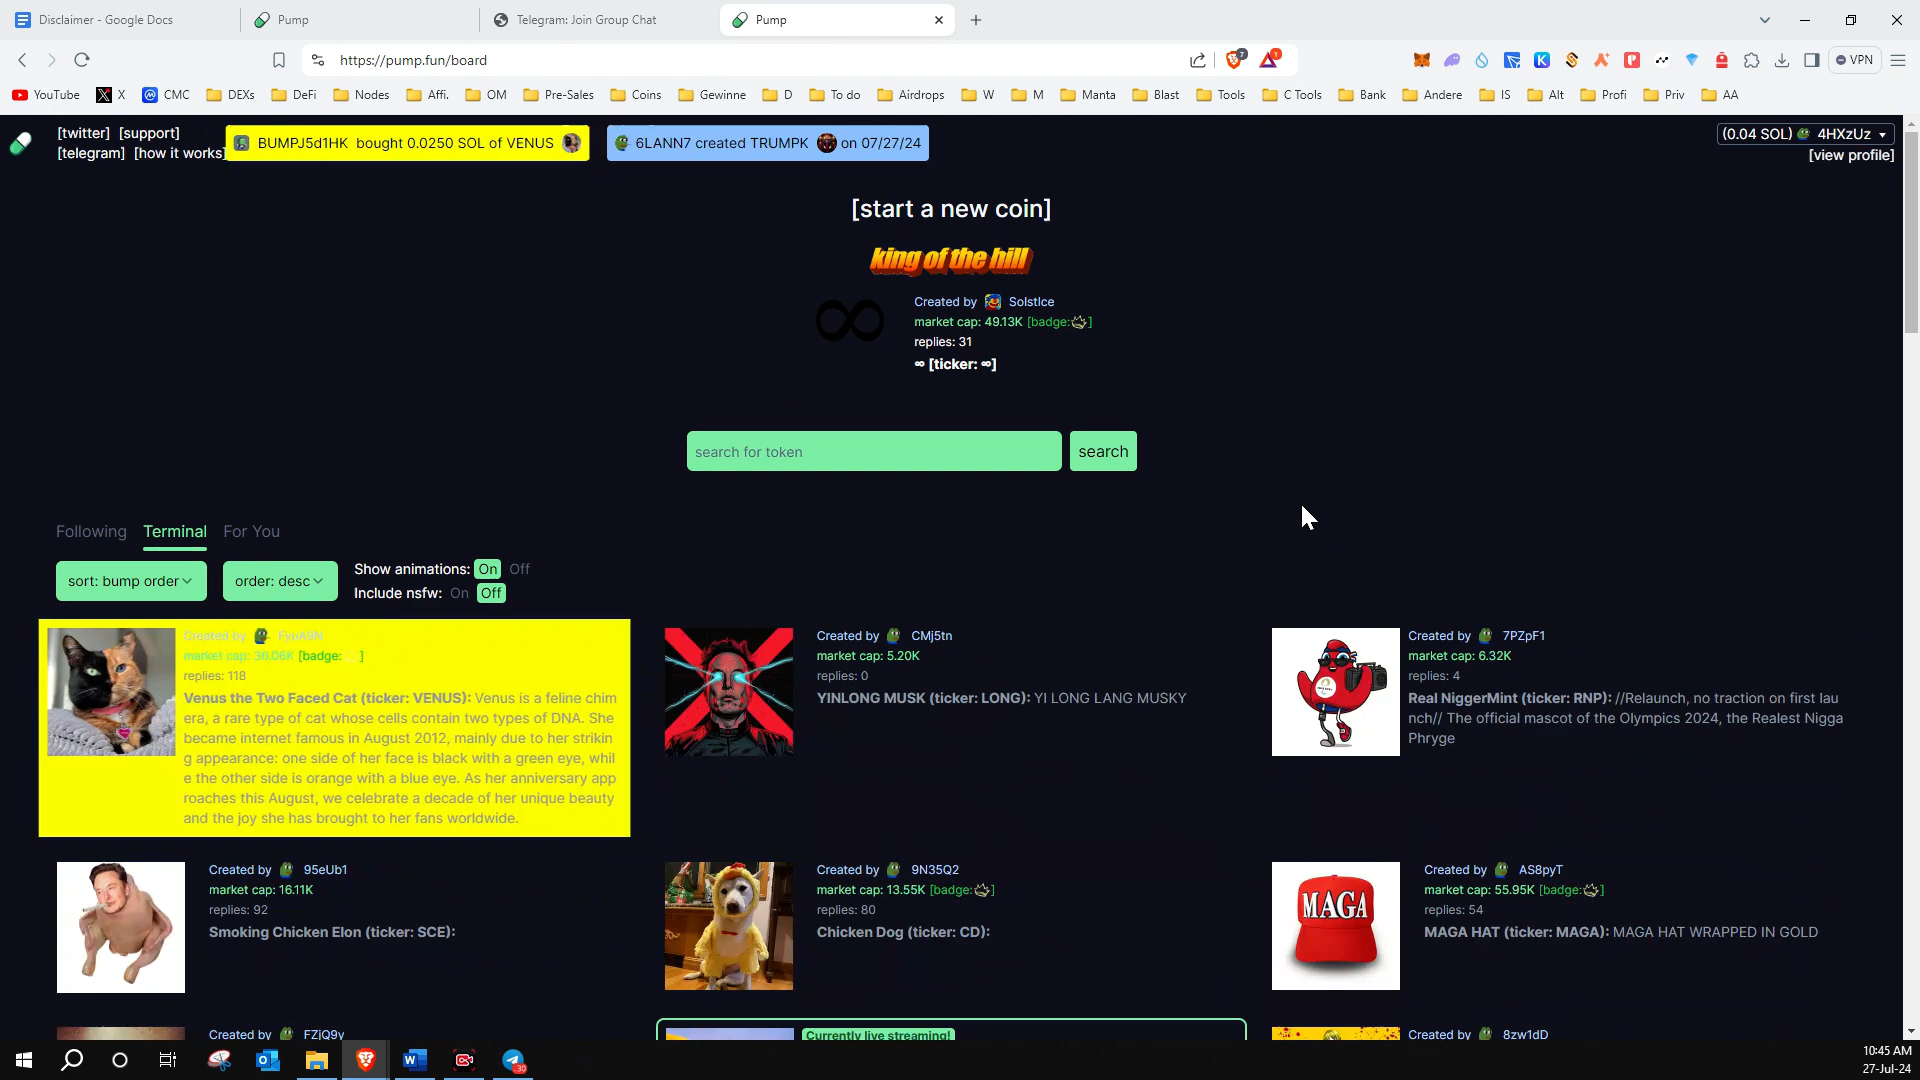 Disclaimer - Google Docs
Pump
Telegram: Join Group Chat
Pump
https://pump.fun/board
7
1
VPN
YouTube
X
CMC
DEXs
DeFi
Nodes
Affi.
OM
Pre-Sales
Coins
Gewinne
D
To do
Airdrops
W
M
Manta
Blast
Tools
C Tools
Bank
Andere
IS
Alt
Profi
Priv
AA
[twitter] [support]
[telegram] [how it works]
BUMPJ5d1HK bought 0.0250 SOL of VENUS
6LANN7 created TRUMPK on 07/27/24
(0.04 SOL) 4HXzUz
[view profile]
[start a new coin]
king of the hill
Created by SolstIce
market cap: 49.13K [badge: ]
replies: 31
∞ [ticker: ∞]
search for token
search
Following
Terminal
For You
sort: bump order
order: desc
Show animations: On Off
Include nsfw: On Off
Created by
market cap: 36.06K [badge: ]
replies: 118
Venus the Two Faced Cat (ticker: VENUS): Venus is a feline chim
era, a rare type of cat whose cells contain two types of DNA. She
became internet famous in August 2012, mainly due to her strikin
g appearance: one side of her face is black with a green eye, whil
e the other side is orange with a blue eye. As her anniversary app
roaches this August, we celebrate a decade of her unique beauty
and the joy she has brought to her fans worldwide.
Created by CMj5tn
market cap: 5.20K
replies: 0
YINLONG MUSK (ticker: LONG): YI LONG LANG MUSKY
Created by 7PZpF1
market cap: 6.32K
replies: 4
Real NiggerMint (ticker: RNP): //Relaunch, no traction on first lau
nch// The official mascot of the Olympics 2024, the Realest Nigga
Phryge
Created by 95eUb1
market cap: 16.11K
replies: 92
Smoking Chicken Elon (ticker: SCE):
Created by 9N35Q2
market cap: 13.55K [badge: ]
replies: 80
Chicken Dog (ticker: CD):
MAGA
Created by AS8pyT
market cap: 55.95K [badge: ]
replies: 54
MAGA HAT (ticker: MAGA): MAGA HAT WRAPPED IN GOLD
Created by FZjQ9y
Currently live streaming!
Created by 8zw1dD
30
10:45 AM
27-Jul-24